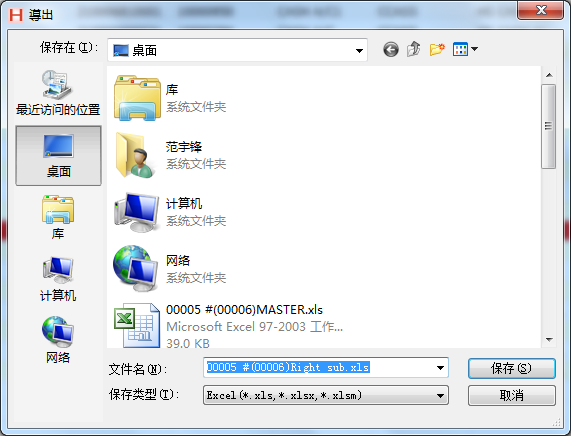 導出
保存在(I):
桌面
最近访问的位置
桌面
库
计算机
网络
库
系统文件夹
范宇锋
系统文件夹
计算机
系统文件夹
网络
系统文件夹
00005 #(00006)MASTER.xls
Microsoft Excel 97-2003 工作...
39.0 KB
文件名(N):
00005 #(00006)Right sub.xls
保存(S)
保存类型(T):
Excel(*.xls,*.xlsx,*.xlsm)
取消